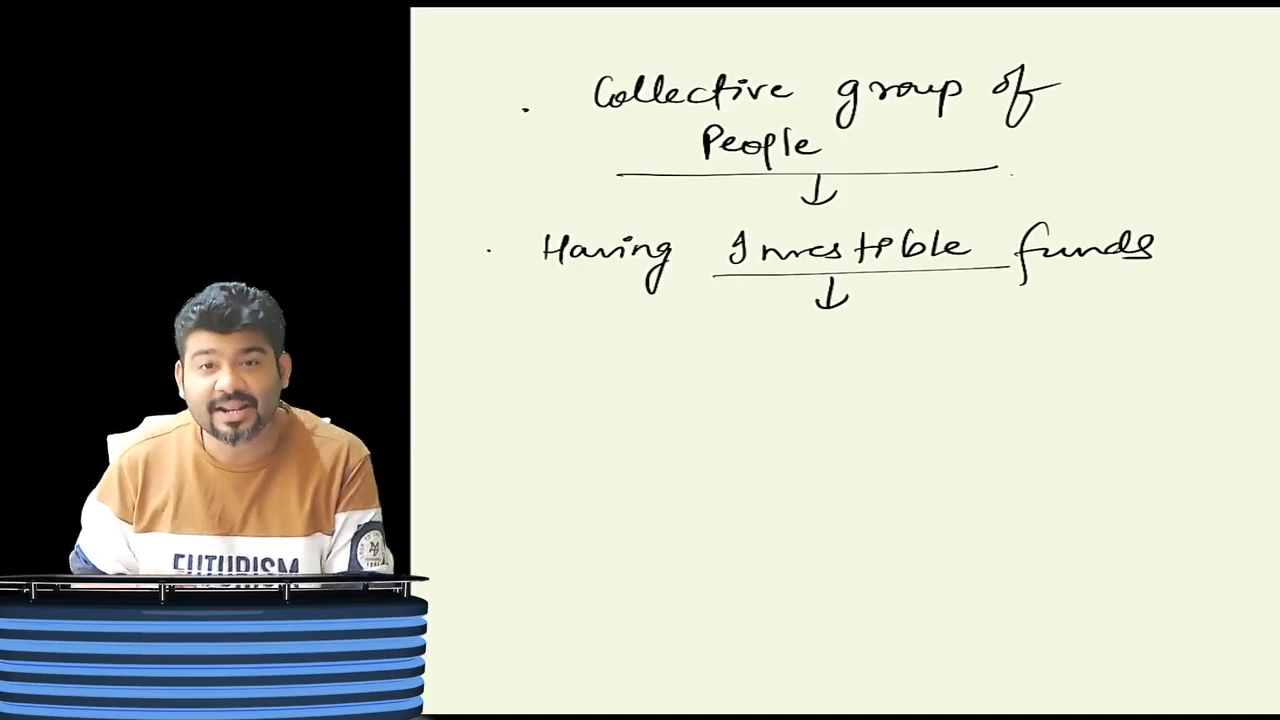 . Collective group of
People
↓
. Having Investible funds
↓
FUTURISM